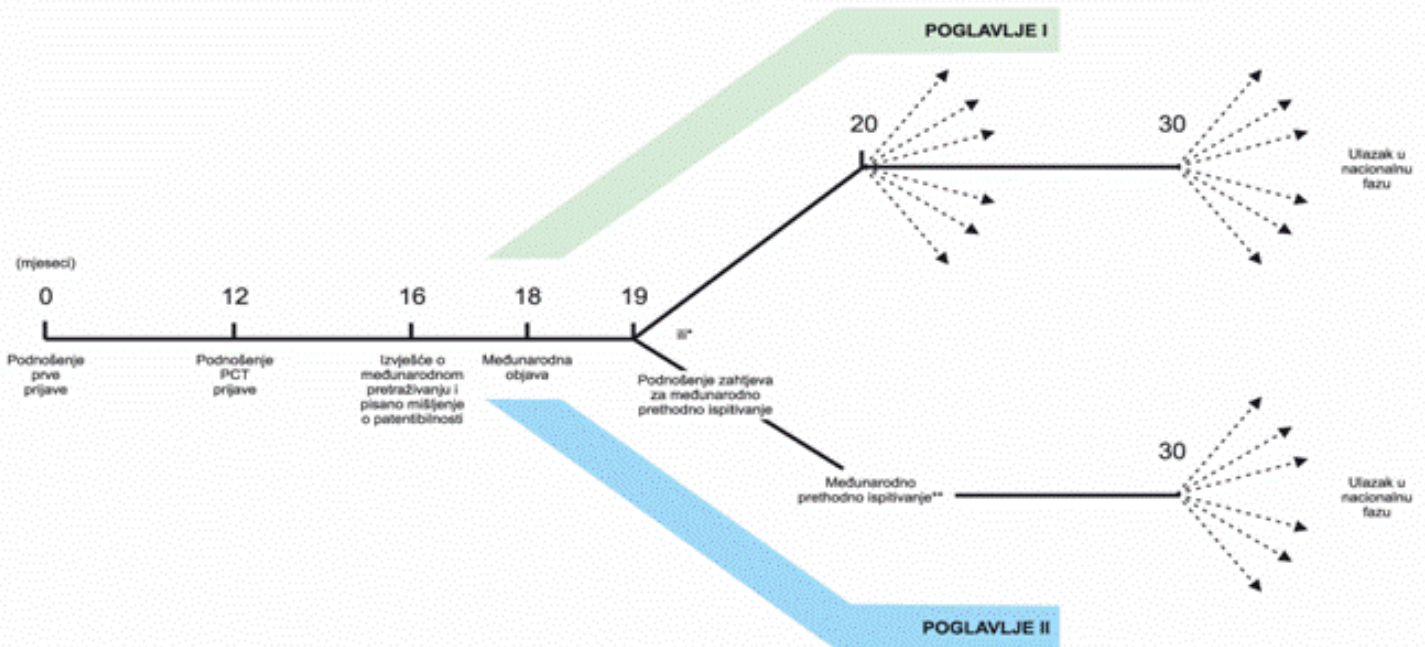 POGLAVLJE I
20
30
Ulazak u
nacionalnu
fazu
(mjeseci)
0
12
16
18
19
ili*
Podnošenje
prve
prijave
Podnošenje
PCT
prijave
Izvješće o
međunarodnom
pretraživanju i
pisano mišljenje
o patentibilnosti
Međunarodna
objava
Podnošenje zahtjeva
za međunarodno
prethodno ispitivanje
Međunarodno
prethodno ispitivanje**
30
Ulazak u
nacionalnu
fazu
POGLAVLJE II